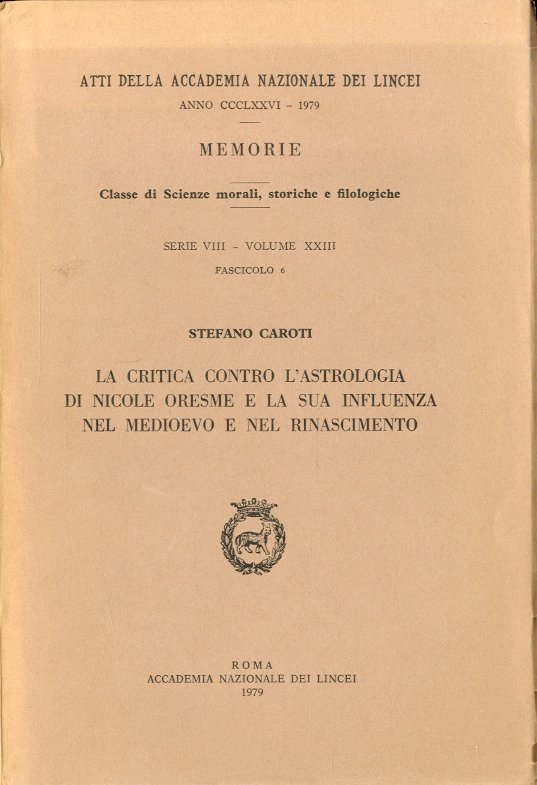 ATTI DELLA ACCADEMIA NAZIONALE DEI LINCEI
ANNO CCCLXXVI – 1979
MEMORIE
Classe di Scienze morali, storiche e filologiche
SERIE VIII – VOLUME XXIII
FASCICOLO 6
STEFANO CAROTI
LA CRITICA CONTRO L'ASTROLOGIA
DI NICOLE ORESME E LA SUA INFLUENZA
NEL MEDIOEVO E NEL RINASCIMENTO
ROMA
ACCADEMIA NAZIONALE DEI LINCEI
1979